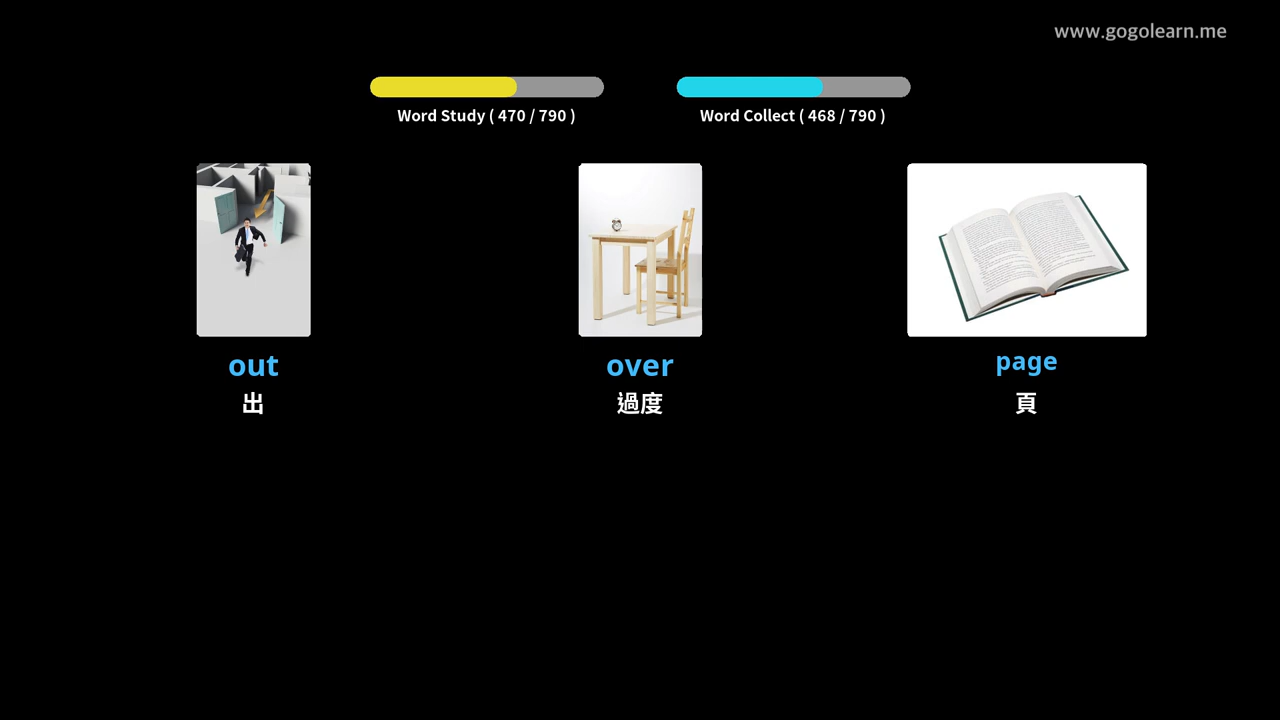 www.gogolearn.me
Word Study ( 470 / 790 )
Word Collect ( 468 / 790 )
out
over
page
出
過度
頁